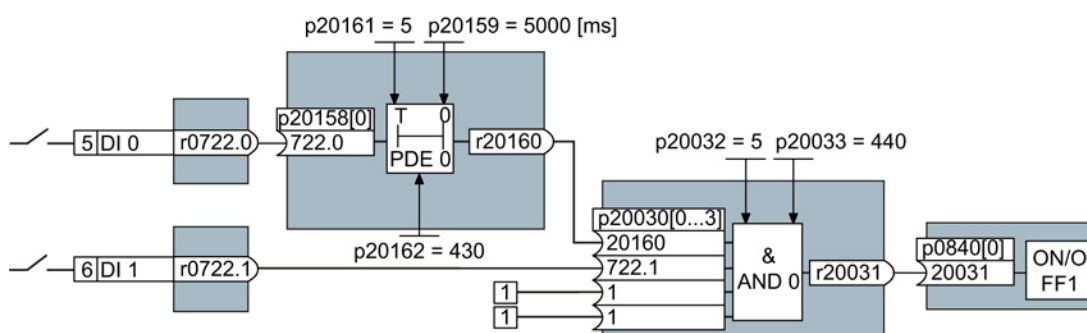 p20161 = 5
p20159 = 5000 [ms]
5
DI 0
r0722.0
p20158[0]
722.0
T 0
PDE 0
r20160
p20162 = 430
p20032 = 5
p20033 = 440
6
DI 1
r0722.1
p20030[0...3]
20160
722.1
1
1
1
1
&
AND 0
r20031
p0840[0]
20031
ON/O
FF1